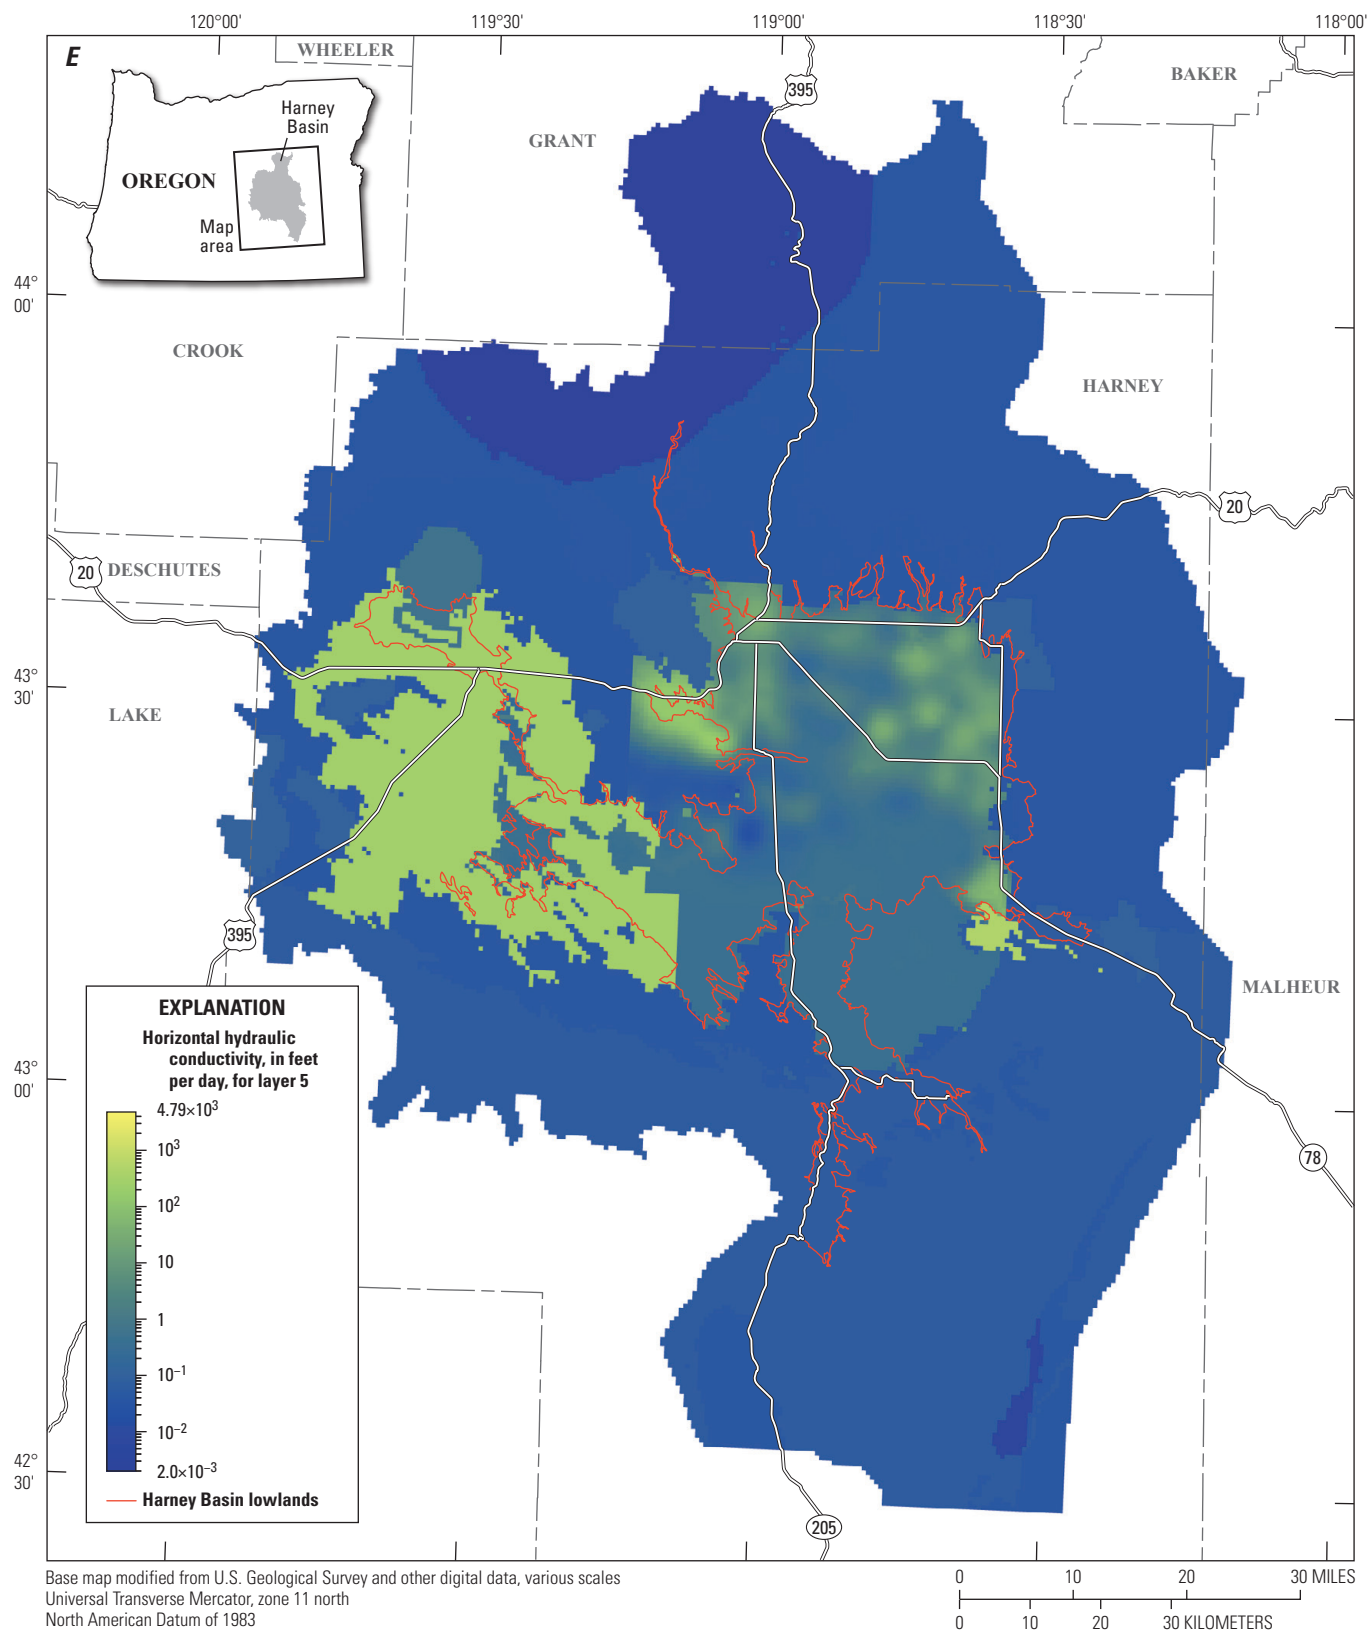 120°00'
119°30'
119°00'
118°30'
118°00'
E
WHEELER
BAKER
395
Harney
Basin
GRANT
OREGON
Map
area
44°
00'
CROOK
HARNEY
20
20
DESCHUTES
43°
30'
LAKE
395
MALHEUR
EXPLANATION
Horizontal hydraulic
conductivity, in feet
per day, for layer 5
4.79×10³
10³
10²
10
1
10⁻¹
10⁻²
2.0×10⁻³
Harney Basin lowlands
43°
00'
78
42°
30'
205
Base map modified from U.S. Geological Survey and other digital data, various scales
Universal Transverse Mercator, zone 11 north
North American Datum of 1983
0 10 20 30 MILES
0 10 20 30 KILOMETERS